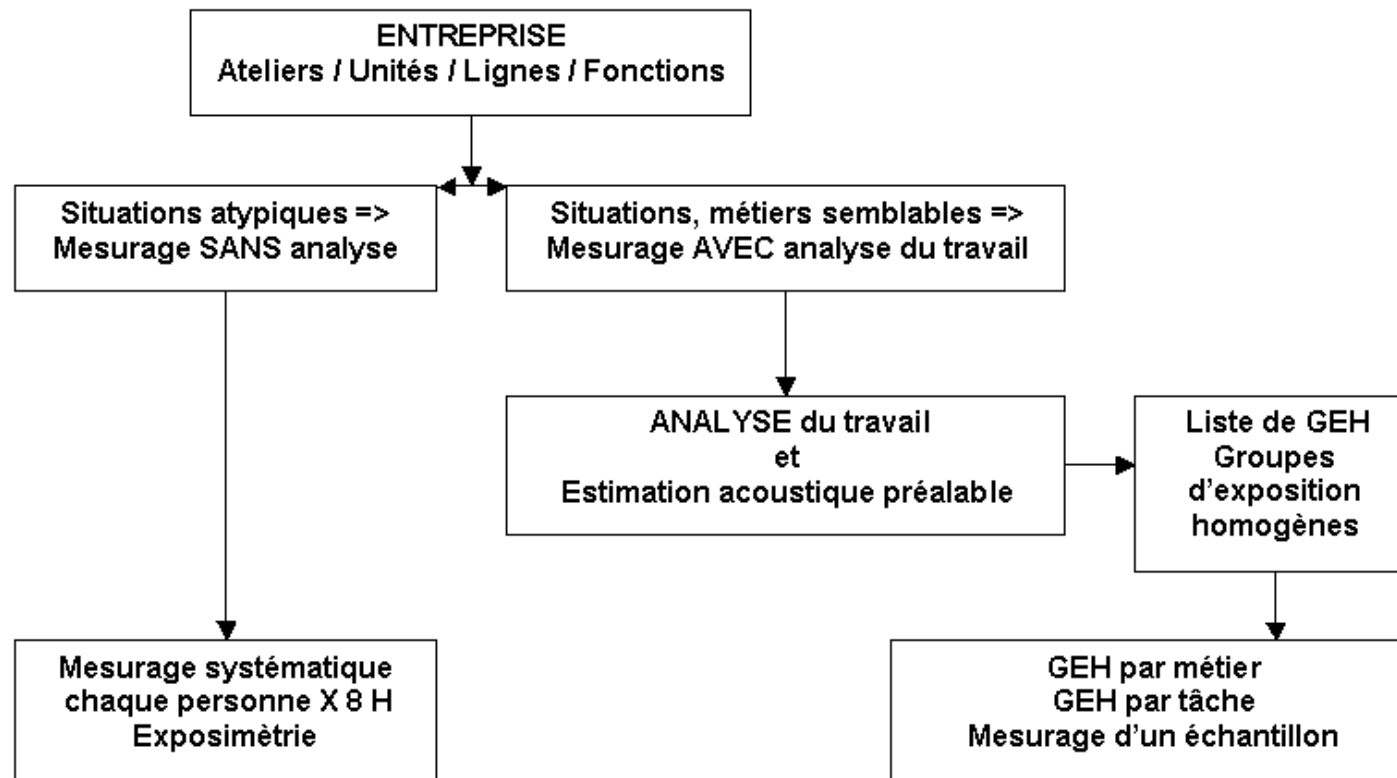 ENTREPRISE
Ateliers / Unités / Lignes / Fonctions
Situations atypiques =>
Mesurage SANS analyse
Situations, métiers semblables =>
Mesurage AVEC analyse du travail
ANALYSE du travail
et
Estimation acoustique préalable
Liste de GEH
Groupes
d'exposition
homogènes
Mesurage systématique
chaque personne X 8 H
Exposimètrie
GEH par métier
GEH par tâche
Mesurage d'un échantillon